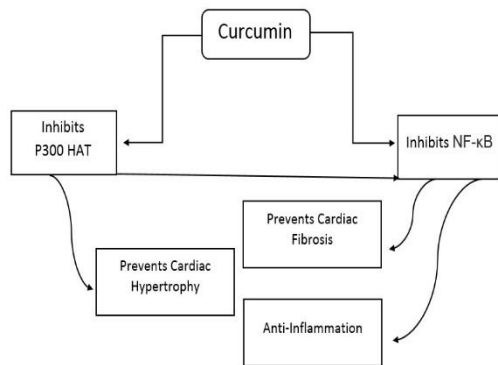 Curcumin
Inhibits
P300 HAT
Inhibits NF-κB
Prevents Cardiac
Fibrosis
Prevents Cardiac
Hypertrophy
Anti-Inflammation